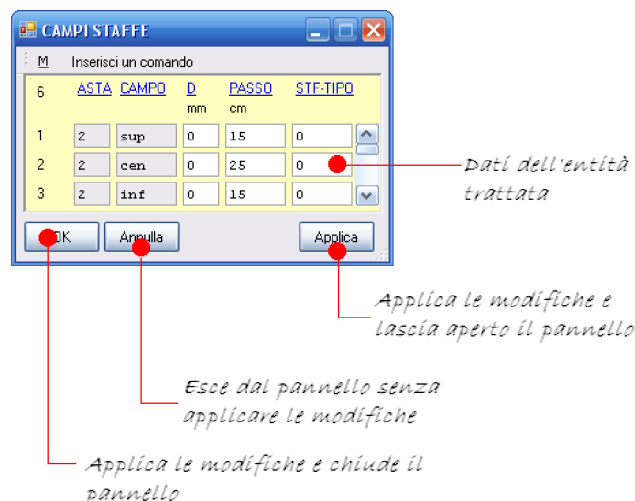 CAMPI STAFFE
M Inserisci un comando
6 ASTA CAMPO D PASSO STF-TIPO
mm cm
1 2 sup 0 15 0
2 2 cen 0 25 0
3 2 inf 0 15 0
OK Annulla Applica
Dati dell'entità
trattata
Applica le modifiche e
lascia aperto il pannello
Esce dal pannello senza
applicare le modifiche
Applica le modifiche e chiude il
pannello